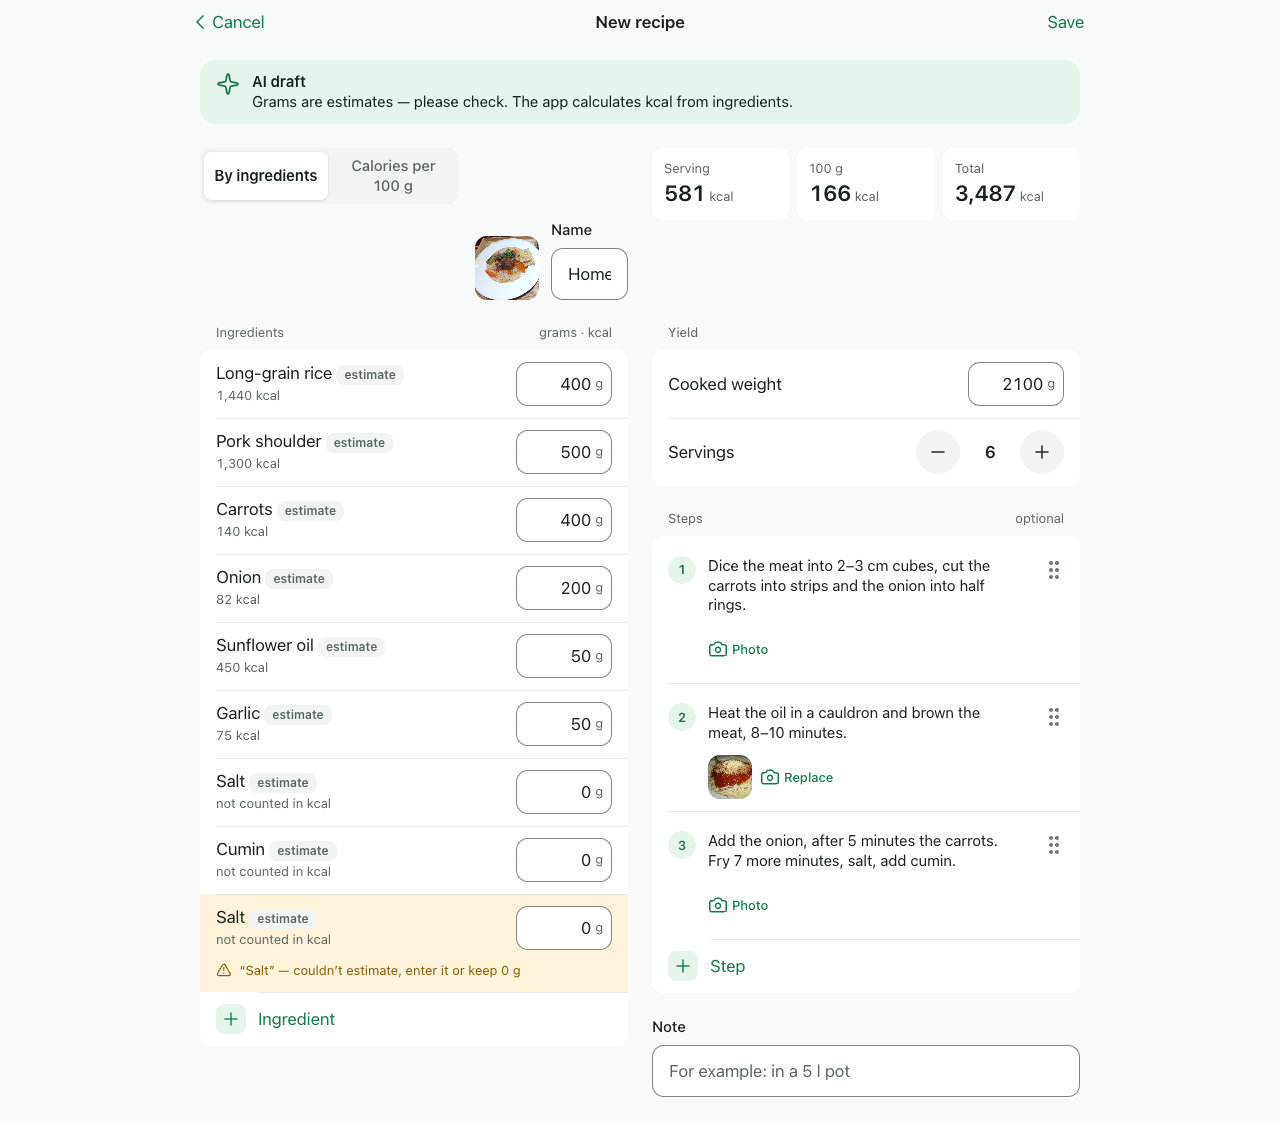 Cancel
New recipe
Save
AI draft
Grams are estimates — please check. The app calculates kcal from ingredients.
By ingredients
Calories per
100 g
Serving
581 kcal
100 g
166 kcal
Total
3,487 kcal
Name
Home
Ingredients
grams · kcal
Long-grain rice estimate
1,440 kcal
400 g
Pork shoulder estimate
1,300 kcal
500 g
Carrots estimate
140 kcal
400 g
Onion estimate
82 kcal
200 g
Sunflower oil estimate
450 kcal
50 g
Garlic estimate
75 kcal
50 g
Salt estimate
not counted in kcal
0 g
Cumin estimate
not counted in kcal
0 g
Salt estimate
not counted in kcal
0 g
“Salt” — couldn’t estimate, enter it or keep 0 g
Ingredient
Yield
Cooked weight
2100 g
Servings
6
Steps
optional
1
Dice the meat into 2–3 cm cubes, cut the
carrots into strips and the onion into half
rings.
Photo
2
Heat the oil in a cauldron and brown the
meat, 8–10 minutes.
Replace
3
Add the onion, after 5 minutes the carrots.
Fry 7 more minutes, salt, add cumin.
Photo
Step
Note
For example: in a 5 l pot